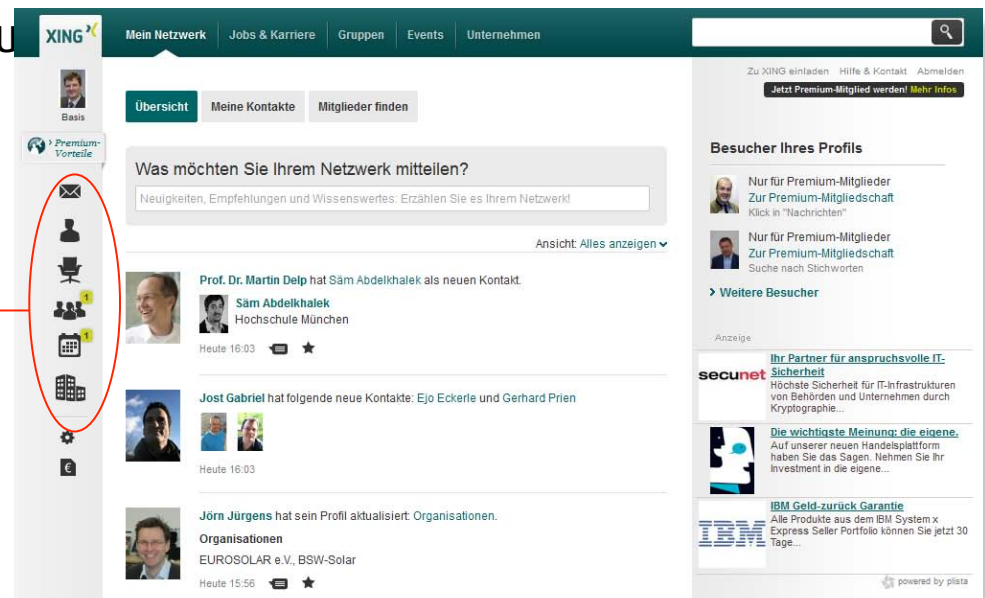 U
XING
Mein Netzwerk
Jobs & Karriere
Gruppen
Events
Unternehmen
Zu XING einladen Hilfe & Kontakt Abmelden
Jetzt Premium-Mitglied werden! Mehr Infos
Basis
Premium-
Vorteile
1
1
€
Übersicht
Meine Kontakte
Mitglieder finden
Was möchten Sie Ihrem Netzwerk mitteilen?
Neuigkeiten, Empfehlungen und Wissenswertes: Erzählen Sie es Ihrem Netzwerk!
Ansicht: Alles anzeigen
Prof. Dr. Martin Delp hat Säm Abdelkhalek als neuen Kontakt.
Säm Abdelkhalek
Hochschule München
Heute 16:03
Jost Gabriel hat folgende neue Kontakte: Ejo Eckerle und Gerhard Prien
Heute 16:03
Jörn Jürgens hat sein Profil aktualisiert: Organisationen.
Organisationen
EUROSOLAR e.V., BSW-Solar
Heute 15:56
Besucher Ihres Profils
Nur für Premium-Mitglieder
Zur Premium-Mitgliedschaft
Klick in "Nachrichten"
Nur für Premium-Mitglieder
Zur Premium-Mitgliedschaft
Suche nach Stichworten
Weitere Besucher
Anzeige
secunet
Ihr Partner für anspruchsvolle IT-
Sicherheit
Höchste Sicherheit für IT-Infrastrukturen
von Behörden und Unternehmen durch
Kryptographie...
Die wichtigste Meinung: die eigene.
Auf unserer neuen Handelsplattform
haben Sie das Sagen. Nehmen Sie Ihr
Investment in die eigene...
IBM
IBM Geld-zurück Garantie
Alle Produkte aus dem IBM System x
Express Seller Portfolio können Sie jetzt 30
Tage...
powered by plista